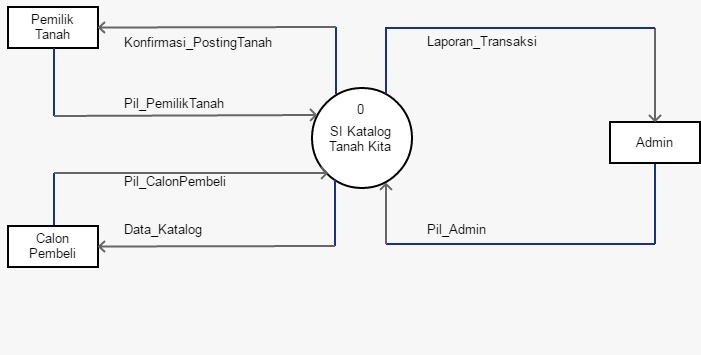 Pemilik
Tanah
Konfirmasi_PostingTanah
Laporan_Transaksi
Pil_PemilikTanah
0
SI Katalog
Tanah Kita
Admin
Pil_CalonPembeli
Data_Katalog
Pil_Admin
Calon
Pembeli